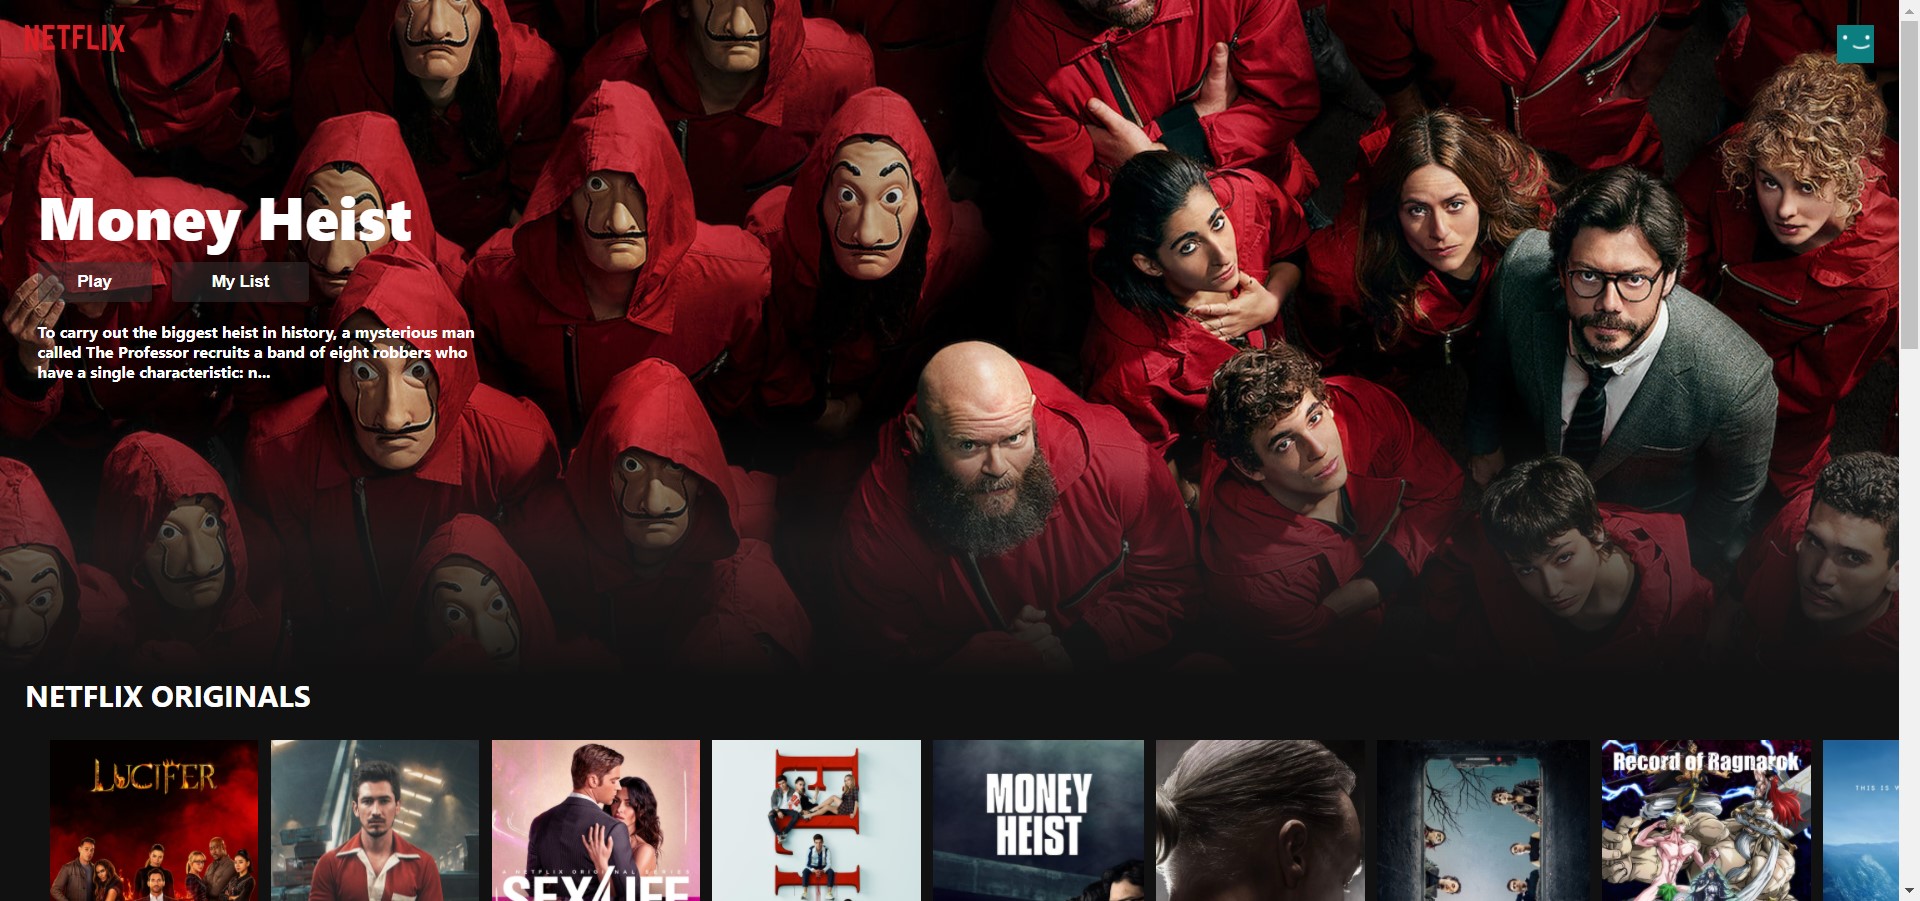 NETFLIX
Money Heist
Play
My List
To carry out the biggest heist in history, a mysterious man
called The Professor recruits a band of eight robbers who
have a single characteristic: n...
NETFLIX ORIGINALS
LUCIFER
A NETFLIX ORIGINAL SERIES
SEX/LIFE
MONEY
HEIST
Record of Ragnarok
THIS IS